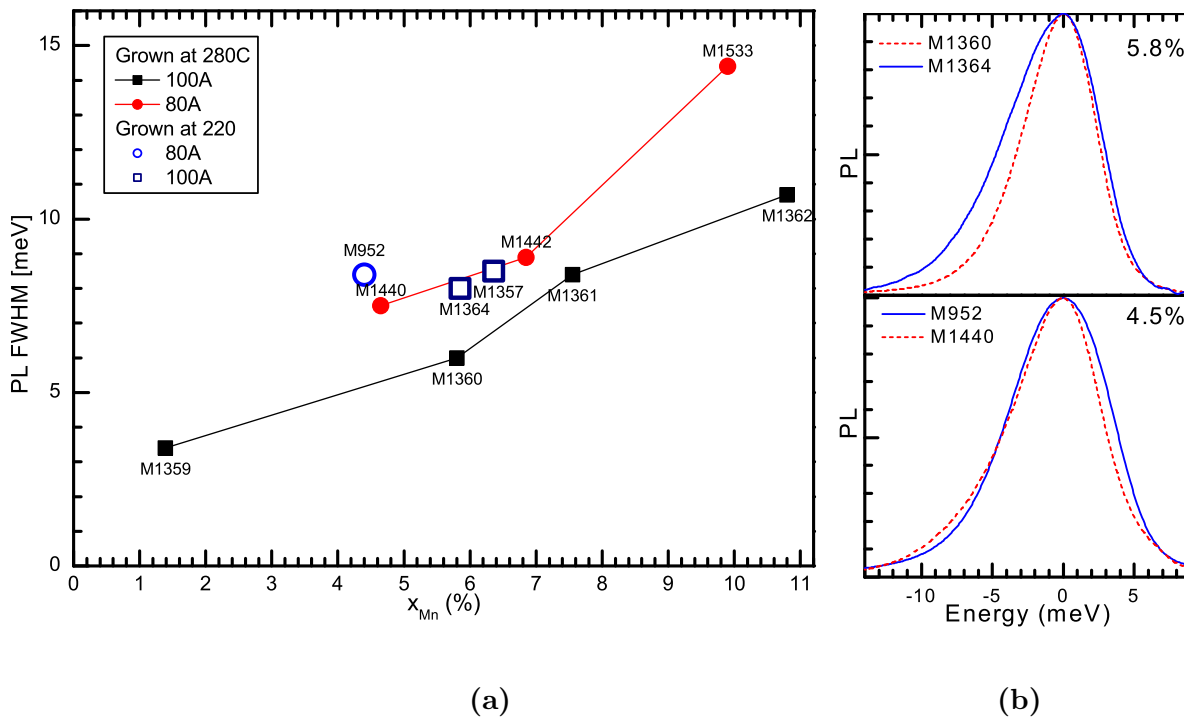 15
10
5
0
PL FWHM [meV]
Grown at 280C
100A
80A
Grown at 220
80A
100A
M1533
M1362
M1442
M952
M1440
M1364
M1357
M1361
M1360
M1359
0 1 2 3 4 5 6 7 8 9 10 11
x_Mn (%)
(a)
M1360
M1364
5.8%
PL
M952
M1440
4.5%
PL
-10 -5 0 5
Energy (meV)
(b)